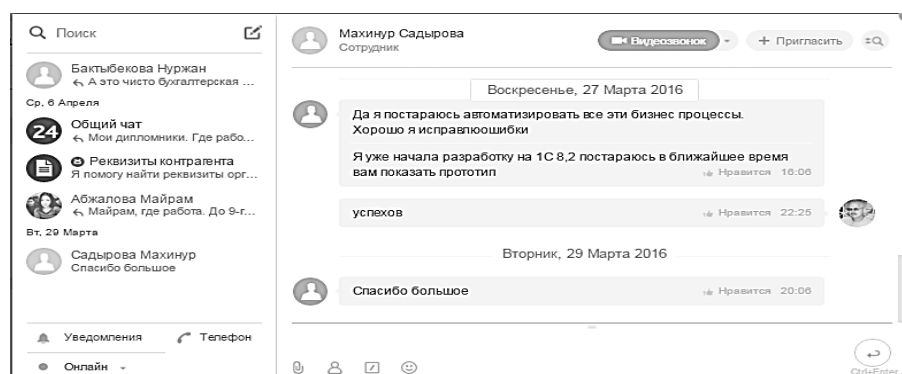 Поиск
Бактыбекова Нуржан
А это чисто бухгалтерская ...
Ср, 6 Апреля
24
Общий чат
Мои дипломники. Где рабо...
Реквизиты контрагента
Я помогу найти реквизиты орг...
Абжалова Майрам
Майрам, где работа. До 9-г...
Вт, 29 Марта
Садырова Махинур
Спасибо большое
Уведомления
Телефон
Онлайн
Махинур Садырова
Сотрудник
Видеозвонок
+ Пригласить
Воскресенье, 27 Марта 2016
Да я постараюсь автоматизировать все эти бизнес процессы.
Хорошо я исправлюошибки
Я уже начала разработку на 1С 8,2 постараюсь в ближайшее время
вам показать прототип
Нравится 16:06
успехов
Нравится 22:25
Вторник, 29 Марта 2016
Спасибо большое
Нравится 20:06
Ctrl+Enter